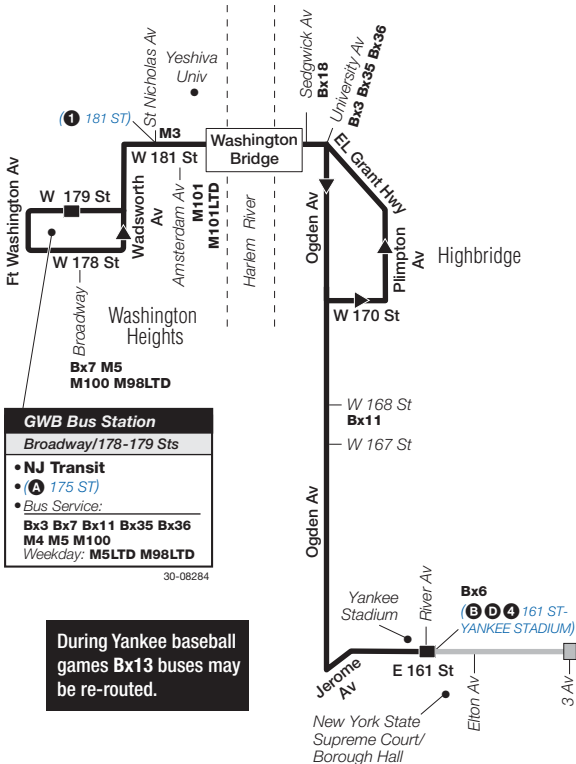 St Nicholas Av
Yeshiva
Univ
Sedgwick Av
Bx18
University Av
Bx3 Bx35 Bx36
(1 181 ST)
M3
W 181 St
Washington
Bridge
EL Grant Hwy
Ft Washington Av
W 179 St
Wadsworth
Av
Amsterdam Av
M101
M101LTD
Harlem River
Ogden Av
Plimpton
Av
Highbridge
W 178 St
W 170 St
Broadway
Washington
Heights
Bx7 M5
M100 M98LTD
W 168 St
Bx11
W 167 St
GWB Bus Station
Broadway/178-179 Sts
• NJ Transit
• (A 175 ST)
• Bus Service:
Bx3 Bx7 Bx11 Bx35 Bx36
M4 M5 M100
Weekday: M5LTD M98LTD
30-08284
Ogden Av
During Yankee baseball
games Bx13 buses may
be re-routed.
Yankee
Stadium
River Av
Bx6
(B D 4 161 ST-
YANKEE STADIUM)
Jerome
Av
E 161 St
Elton Av
3 Av
New York State
Supreme Court/
Borough Hall